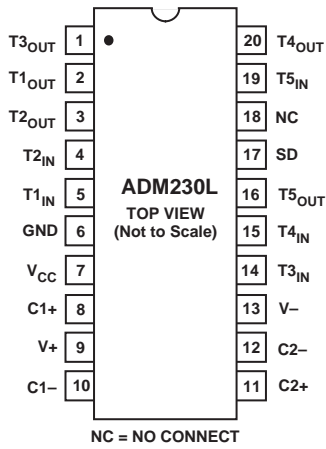 T3OUT 1 20 T4OUT
T1OUT 2 19 T5IN
T2OUT 3 18 NC
T2IN 4 17 SD
T1IN 5 ADM230L 16 T5OUT
TOP VIEW
GND 6 (Not to Scale) 15 T4IN
VCC 7 14 T3IN
C1+ 8 13 V–
V+ 9 12 C2–
C1– 10 11 C2+
NC = NO CONNECT